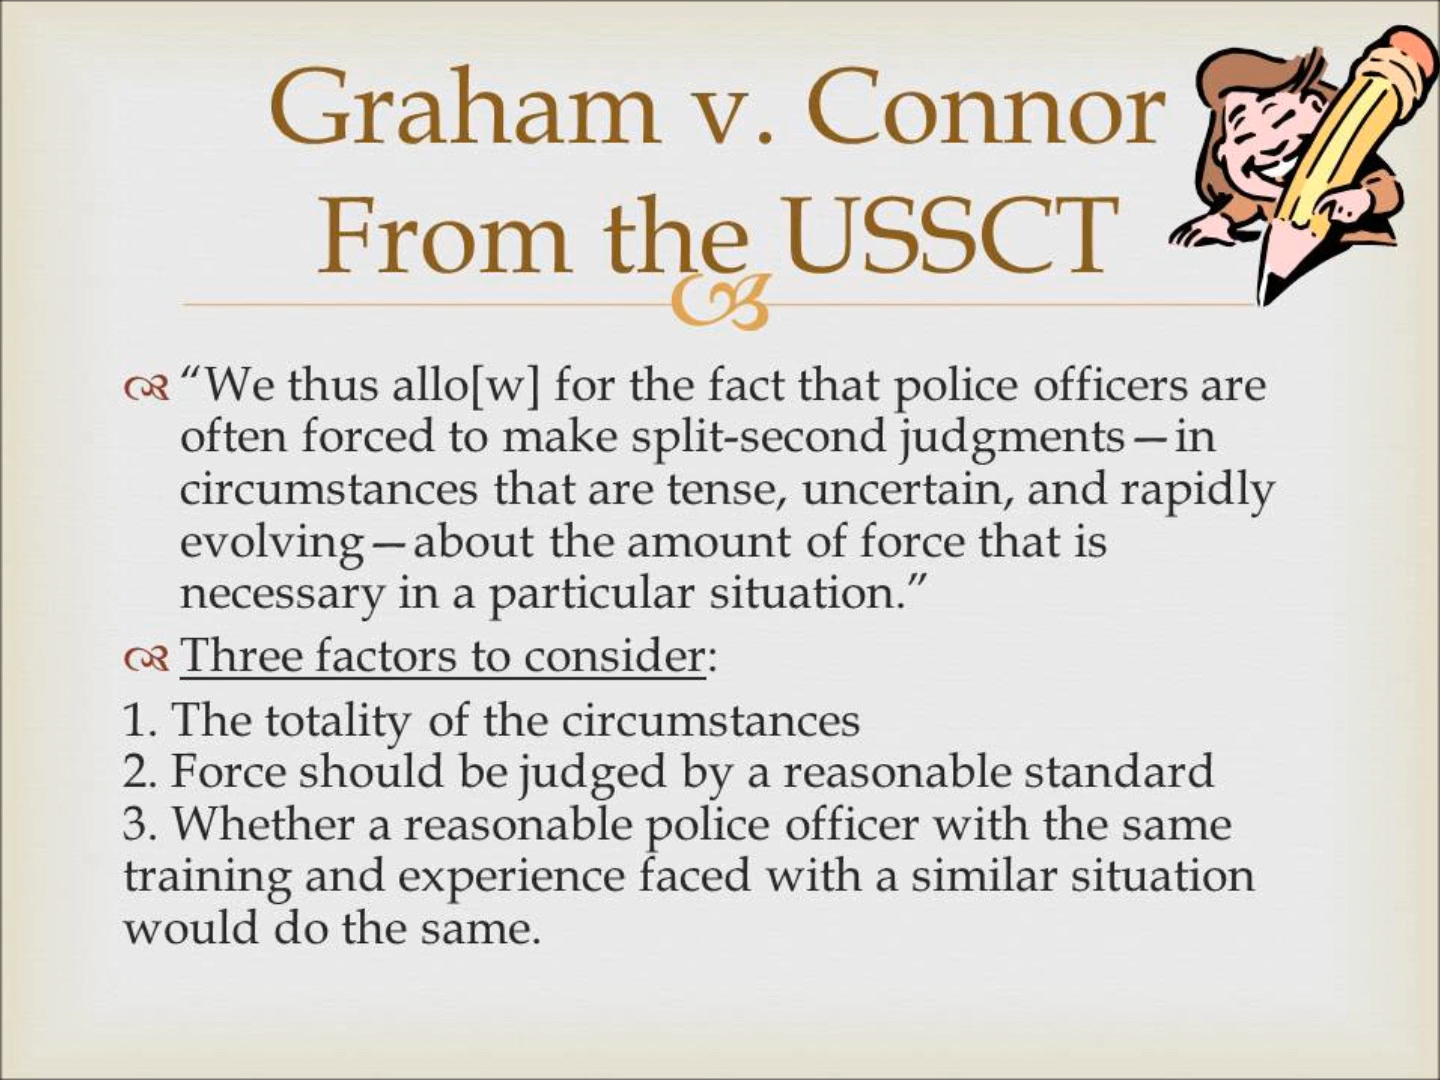 Graham v. Connor
From the USSCT
“We thus allo[w] for the fact that police officers are
often forced to make split-second judgments—in
circumstances that are tense, uncertain, and rapidly
evolving—about the amount of force that is
necessary in a particular situation.”
Three factors to consider:
1. The totality of the circumstances
2. Force should be judged by a reasonable standard
3. Whether a reasonable police officer with the same
training and experience faced with a similar situation
would do the same.